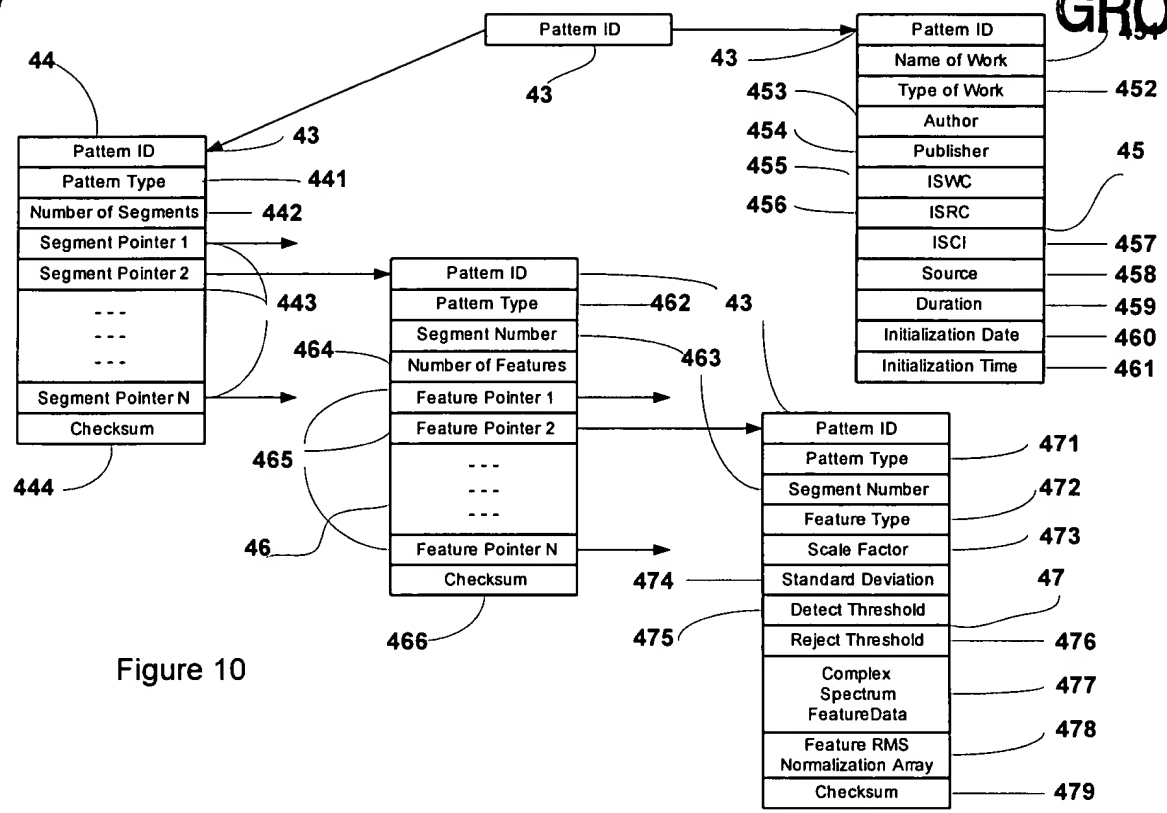 GRO
Pattern ID
43
Pattern ID
43
451
Name of Work
Type of Work
452
453
Author
454
Publisher
45
455
ISWC
456
ISRC
ISCI
457
Source
458
Duration
459
Initialization Date
460
Initialization Time
461
44
Pattern ID
43
Pattern Type
441
Number of Segments
442
Segment Pointer 1
Segment Pointer 2
443
---
---
---
Segment Pointer N
Checksum
444
Pattern ID
43
Pattern Type
462
Segment Number
463
464
Number of Features
Feature Pointer 1
Feature Pointer 2
465
---
---
---
46
Feature Pointer N
Checksum
466
Pattern ID
Pattern Type
471
Segment Number
Feature Type
472
Scale Factor
473
474
Standard Deviation
47
475
Detect Threshold
Reject Threshold
476
Complex
Spectrum
FeatureData
477
Feature RMS
Normalization Array
478
Checksum
479
Figure 10